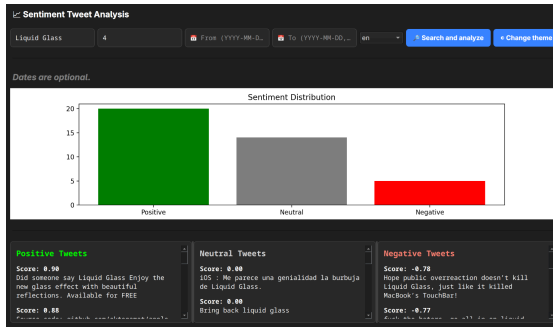 Sentiment Tweet Analysis
Liquid Glass
4
From (YYYY-MM-D…
To (YYYY-MM-DD,…
en
Search and analyze
Change theme
Dates are optional.
Sentiment Distribution
20
15
10
5
0
Positive
Neutral
Negative
Positive Tweets
Score: 0.90
Did someone say Liquid Glass Enjoy the
new glass effect with beautiful
reflections. Available for FREE
Score: 0.88
Neutral Tweets
Score: 0.00
iOS : Me parece una genialidad la burbuja
de Liquid Glass.
Score: 0.00
Bring back liquid glass
Negative Tweets
Score: -0.78
Hope public overreaction doesn't kill
Liquid Glass, just like it killed
MacBook's TouchBar!
Score: -0.77